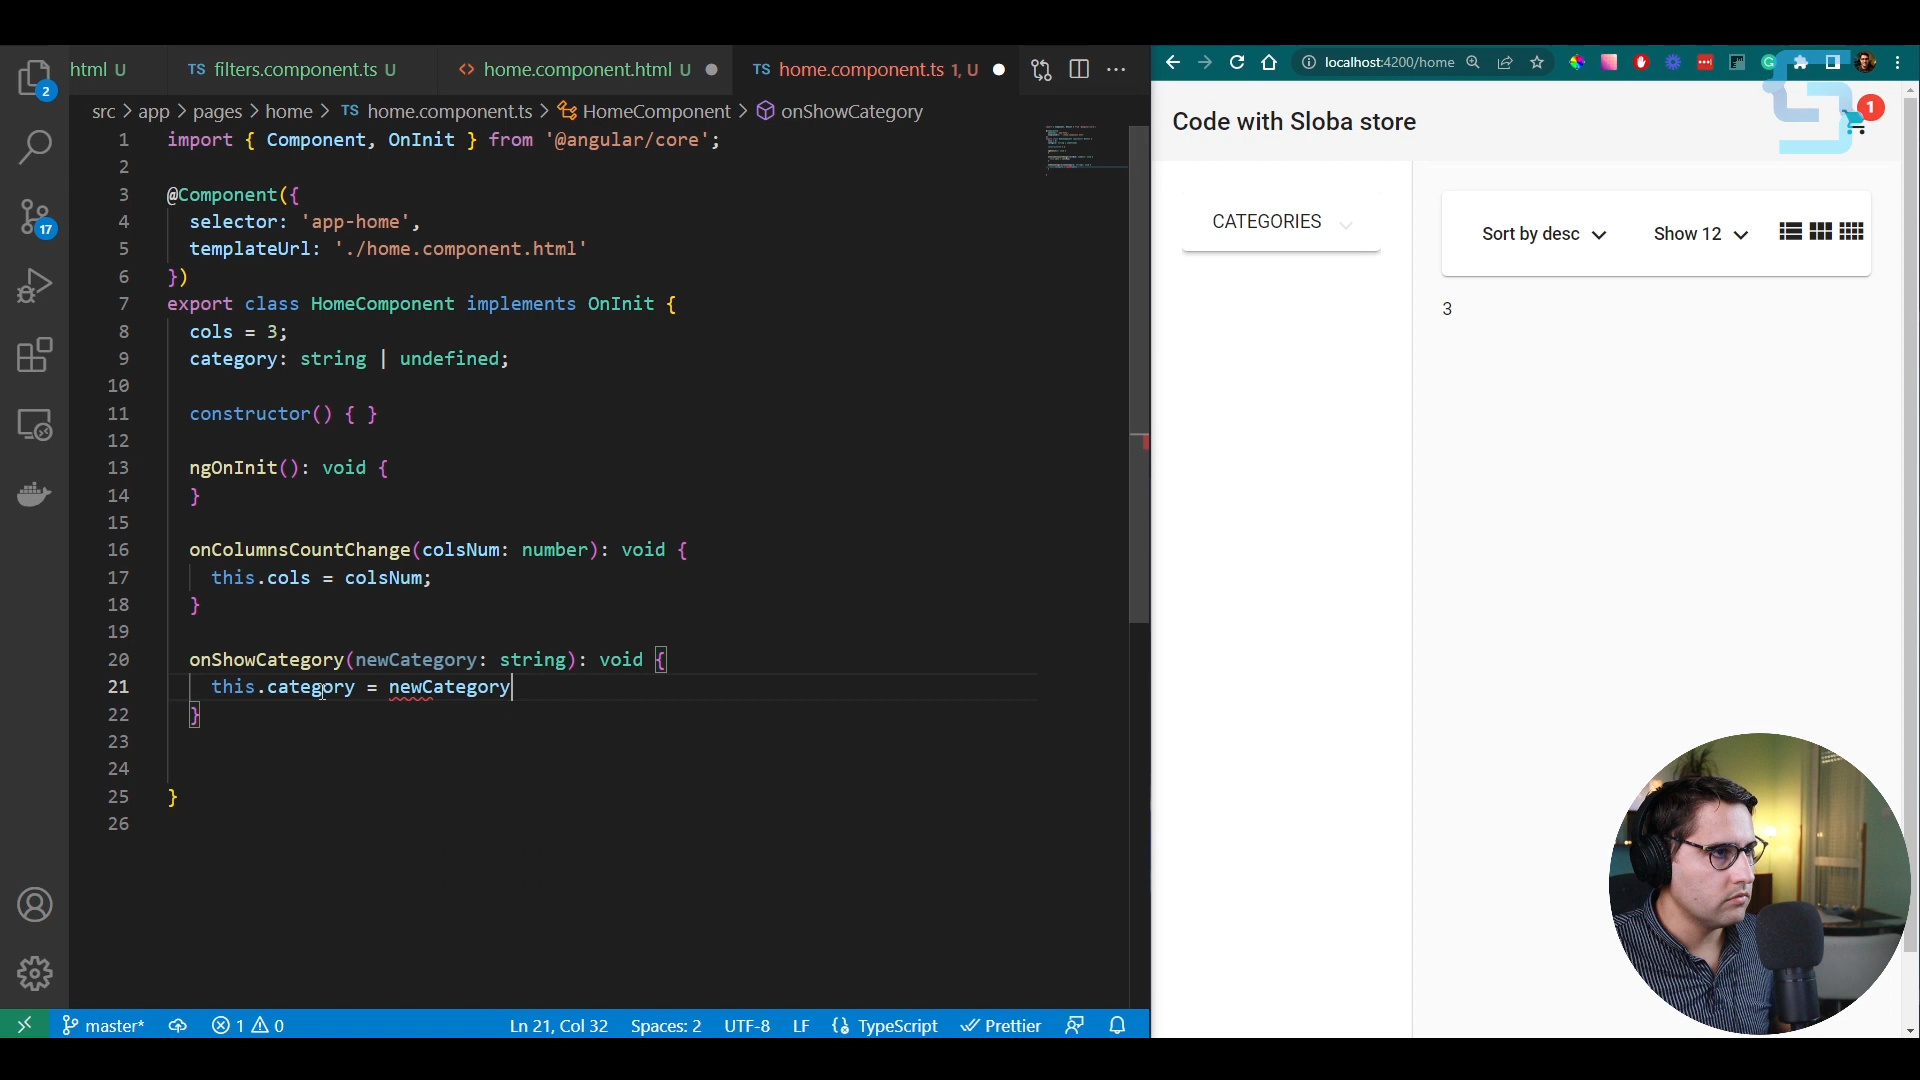 html U
TS filters.component.ts U
<> home.component.html U
TS home.component.ts 1, U
src > app > pages > home > TS home.component.ts > HomeComponent > onShowCategory
1 import { Component, OnInit } from '@angular/core';
2
3 @Component({
4 selector: 'app-home',
5 templateUrl: './home.component.html'
6 })
7 export class HomeComponent implements OnInit {
8 cols = 3;
9 category: string | undefined;
10
11 constructor() { }
12
13 ngOnInit(): void {
14 }
15
16 onColumnsCountChange(colsNum: number): void {
17 this.cols = colsNum;
18 }
19
20 onShowCategory(newCategory: string): void {
21 this.category = newCategory
22 }
23
24
25 }
26
2
17
master*
1 0
Ln 21, Col 32
Spaces: 2
UTF-8
LF
TypeScript
Prettier
localhost:4200/home
Code with Sloba store
1
CATEGORIES
Sort by desc
Show 12
3